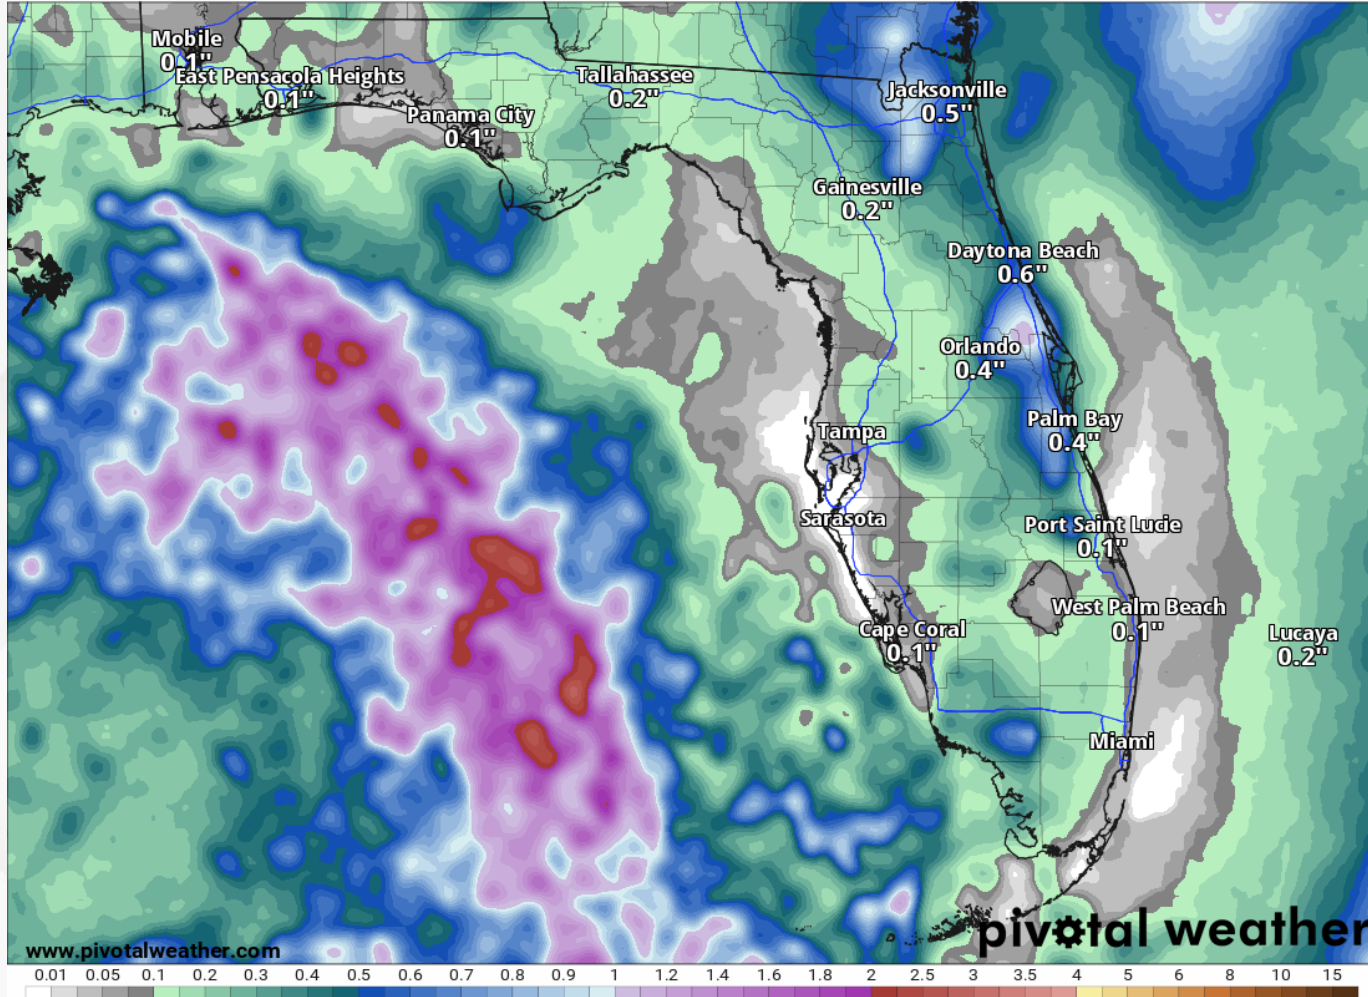 Mobile
0.1"
East Pensacola Heights
0.1"
Tallahassee
0.2"
Panama City
0.1"
Jacksonville
0.5"
Gainesville
0.2"
Daytona Beach
0.6"
Orlando
0.4"
Tampa
Palm Bay
0.4"
Sarasota
Port Saint Lucie
0.1"
West Palm Beach
0.1"
Cape Coral
0.1"
Lucaya
0.2"
Miami
pivotal weather
www.pivotalweather.com
0.01 0.05 0.1 0.2 0.3 0.4 0.5 0.6 0.7 0.8 0.9 1 1.2 1.4 1.6 1.8 2 2.5 3 3.5 4 5 6 8 10 15